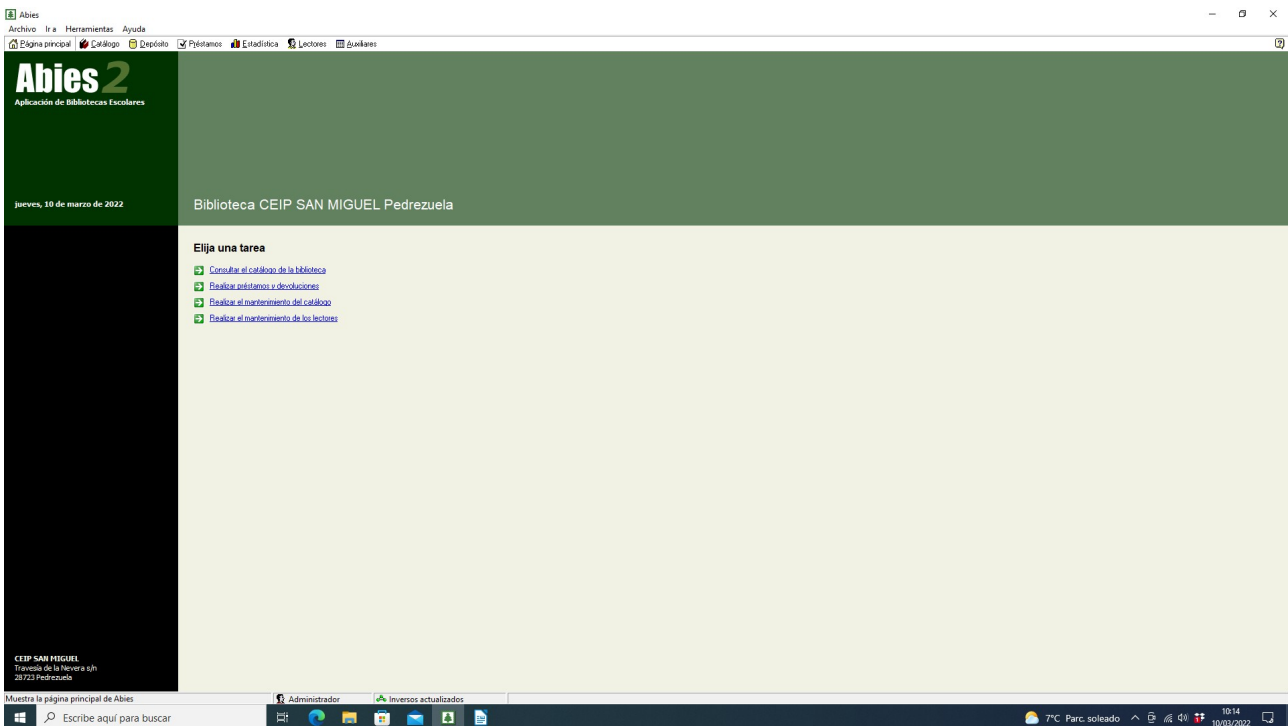 Abies
Archivo Ir a Herramientas Ayuda
Página principal Catálogo Depósito Préstamos Estadística Lectores Auxiliares
Abies 2
Aplicación de Bibliotecas Escolares
jueves, 10 de marzo de 2022
Biblioteca CEIP SAN MIGUEL Pedrezuela
Elija una tarea
Consultar el catálogo de la biblioteca
Realizar préstamos y devoluciones
Realizar el mantenimiento del catálogo
Realizar el mantenimiento de los lectores
CEIP SAN MIGUEL
Travesía de la Nevera s/n
28723 Pedrezuela
Muestra la página principal de Abies Administrador Inversos actualizados
Escribe aquí para buscar
7°C Parc. soleado
10:14
10/03/2022